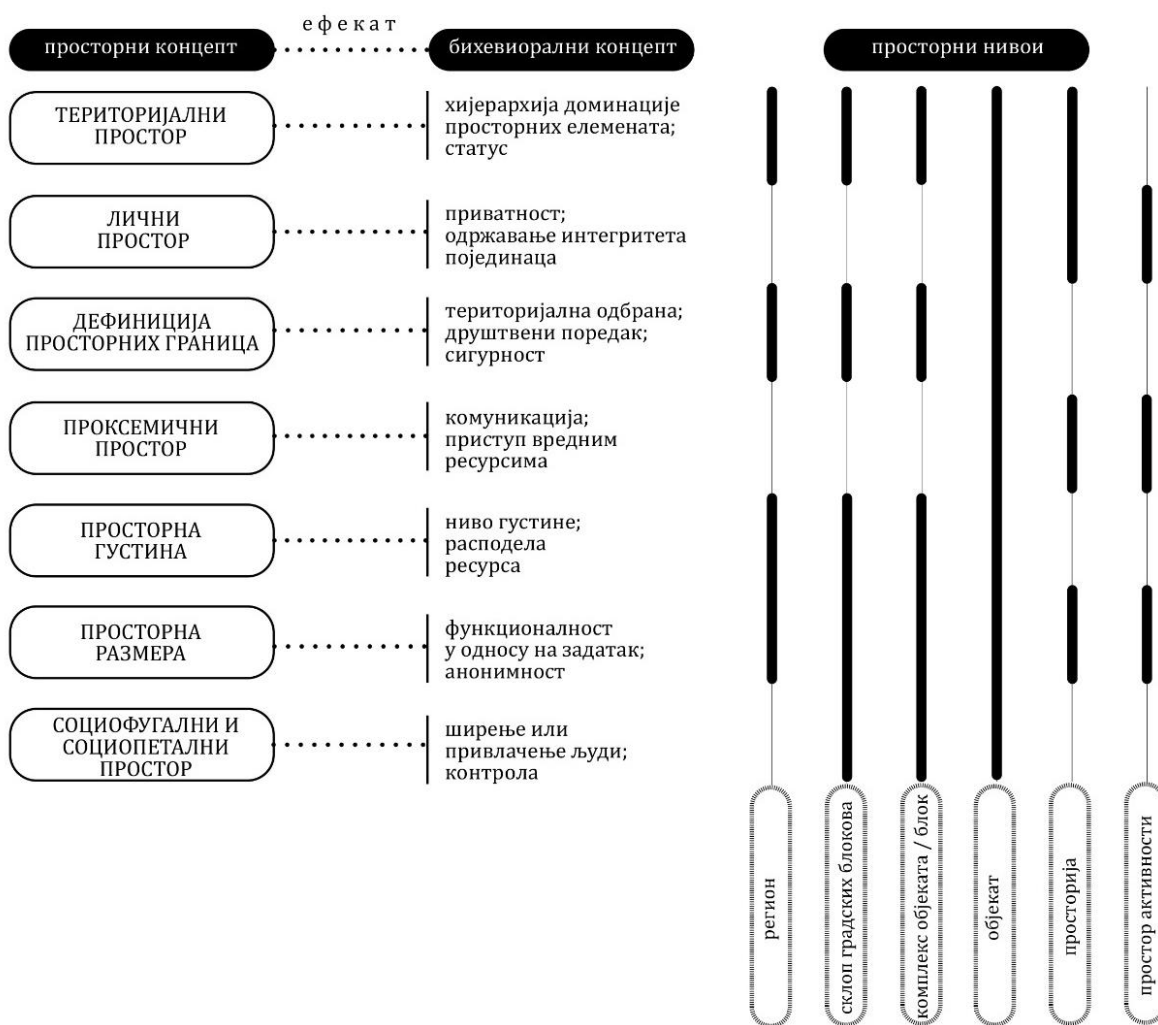 ефекат
просторни концепт
бихевиорални концепт
просторни нивои
ТЕРИТОРИЈАЛНИ
ПРОСТОР
хијерархија доминације
просторних елемената;
статус
ЛИЧНИ
ПРОСТОР
приватност;
одржавање интегритета
појединаца
ДЕФИНИЦИЈА
ПРОСТОРНИХ ГРАНИЦА
територијална одбрана;
друштвени поредак;
сигурност
ПРОКСЕМИЧНИ
ПРОСТОР
комуникација;
приступ вредним
ресурсима
ПРОСТОРНА
ГУСТИНА
ниво густине;
расподела
ресурса
ПРОСТОРНА
РАЗМЕРА
функционалност
у односу на задатак;
анонимност
СОЦИОФУГАЛНИ И
СОЦИОПЕТАЛНИ
ПРОСТОР
ширење или
привлачење људи;
контрола
регион
склоп градских блокова
комплекс објеката / блок
објекат
просторија
простор активности